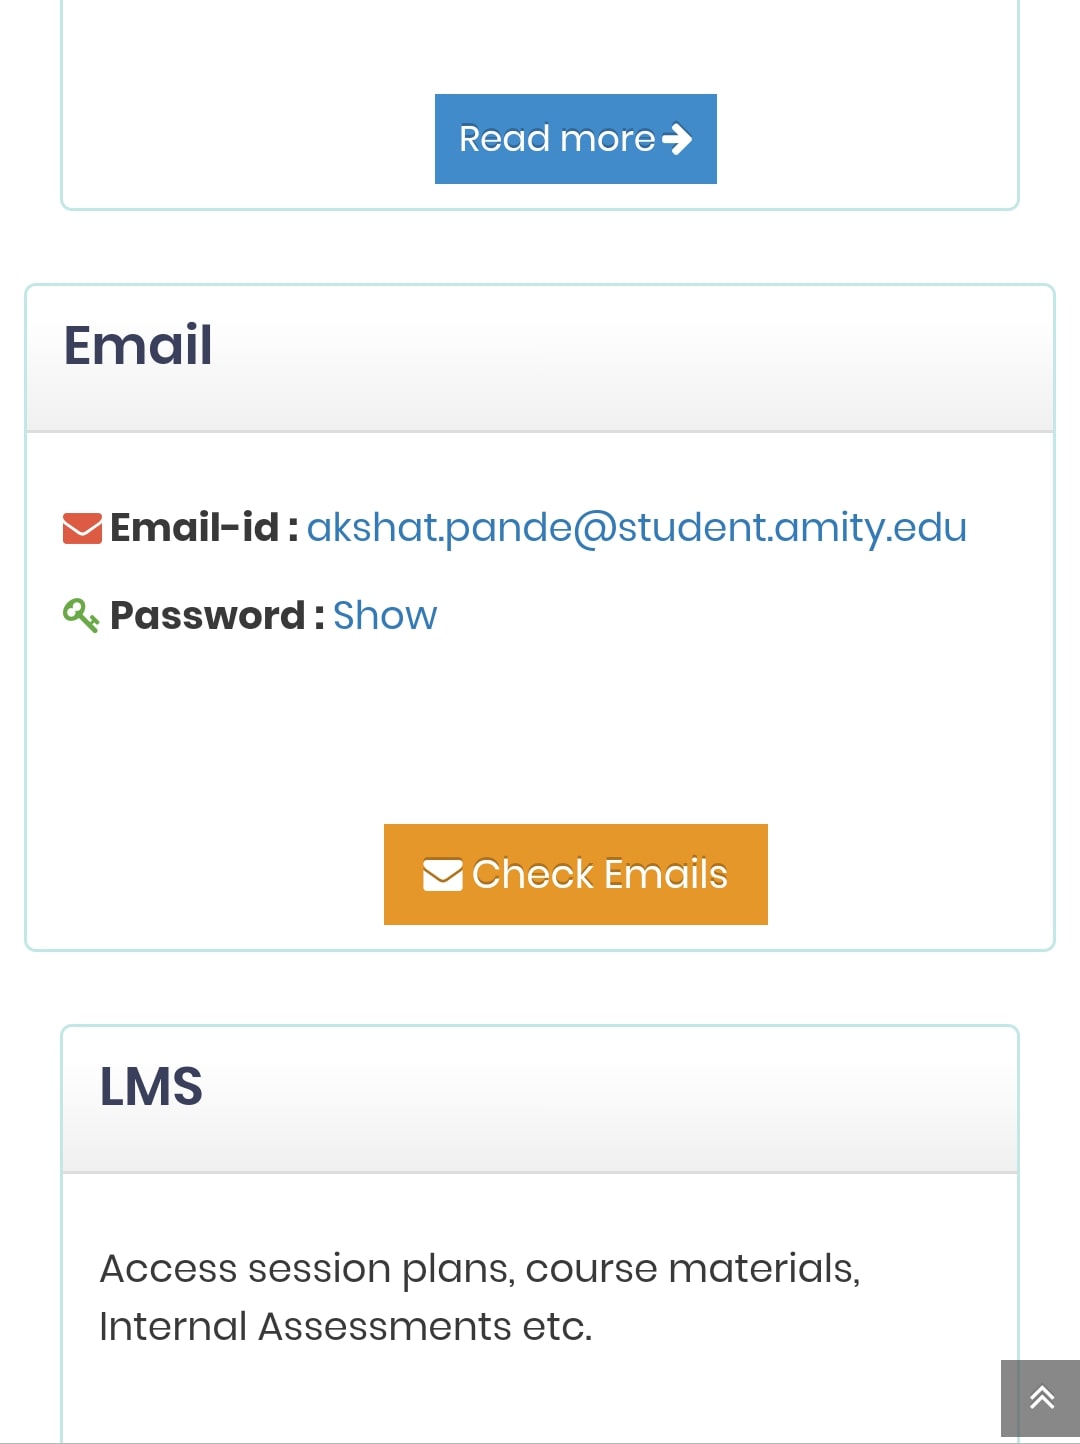 Read more
Email
Email-id : akshat.pande@student.amity.edu
Password : Show
Check Emails
LMS
Access session plans, course materials,
Internal Assessments etc.